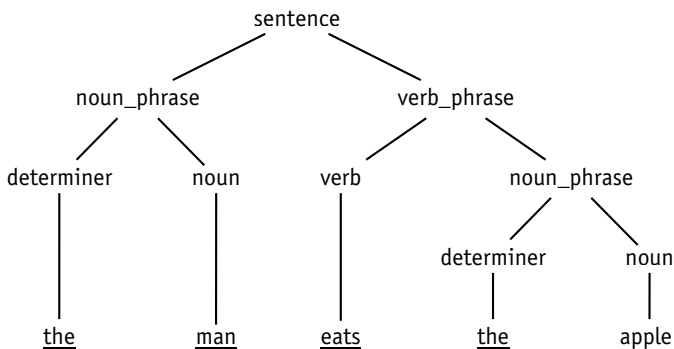 sentence
noun_phrase verb_phrase
determiner noun verb noun_phrase
determiner noun
the man eats the apple